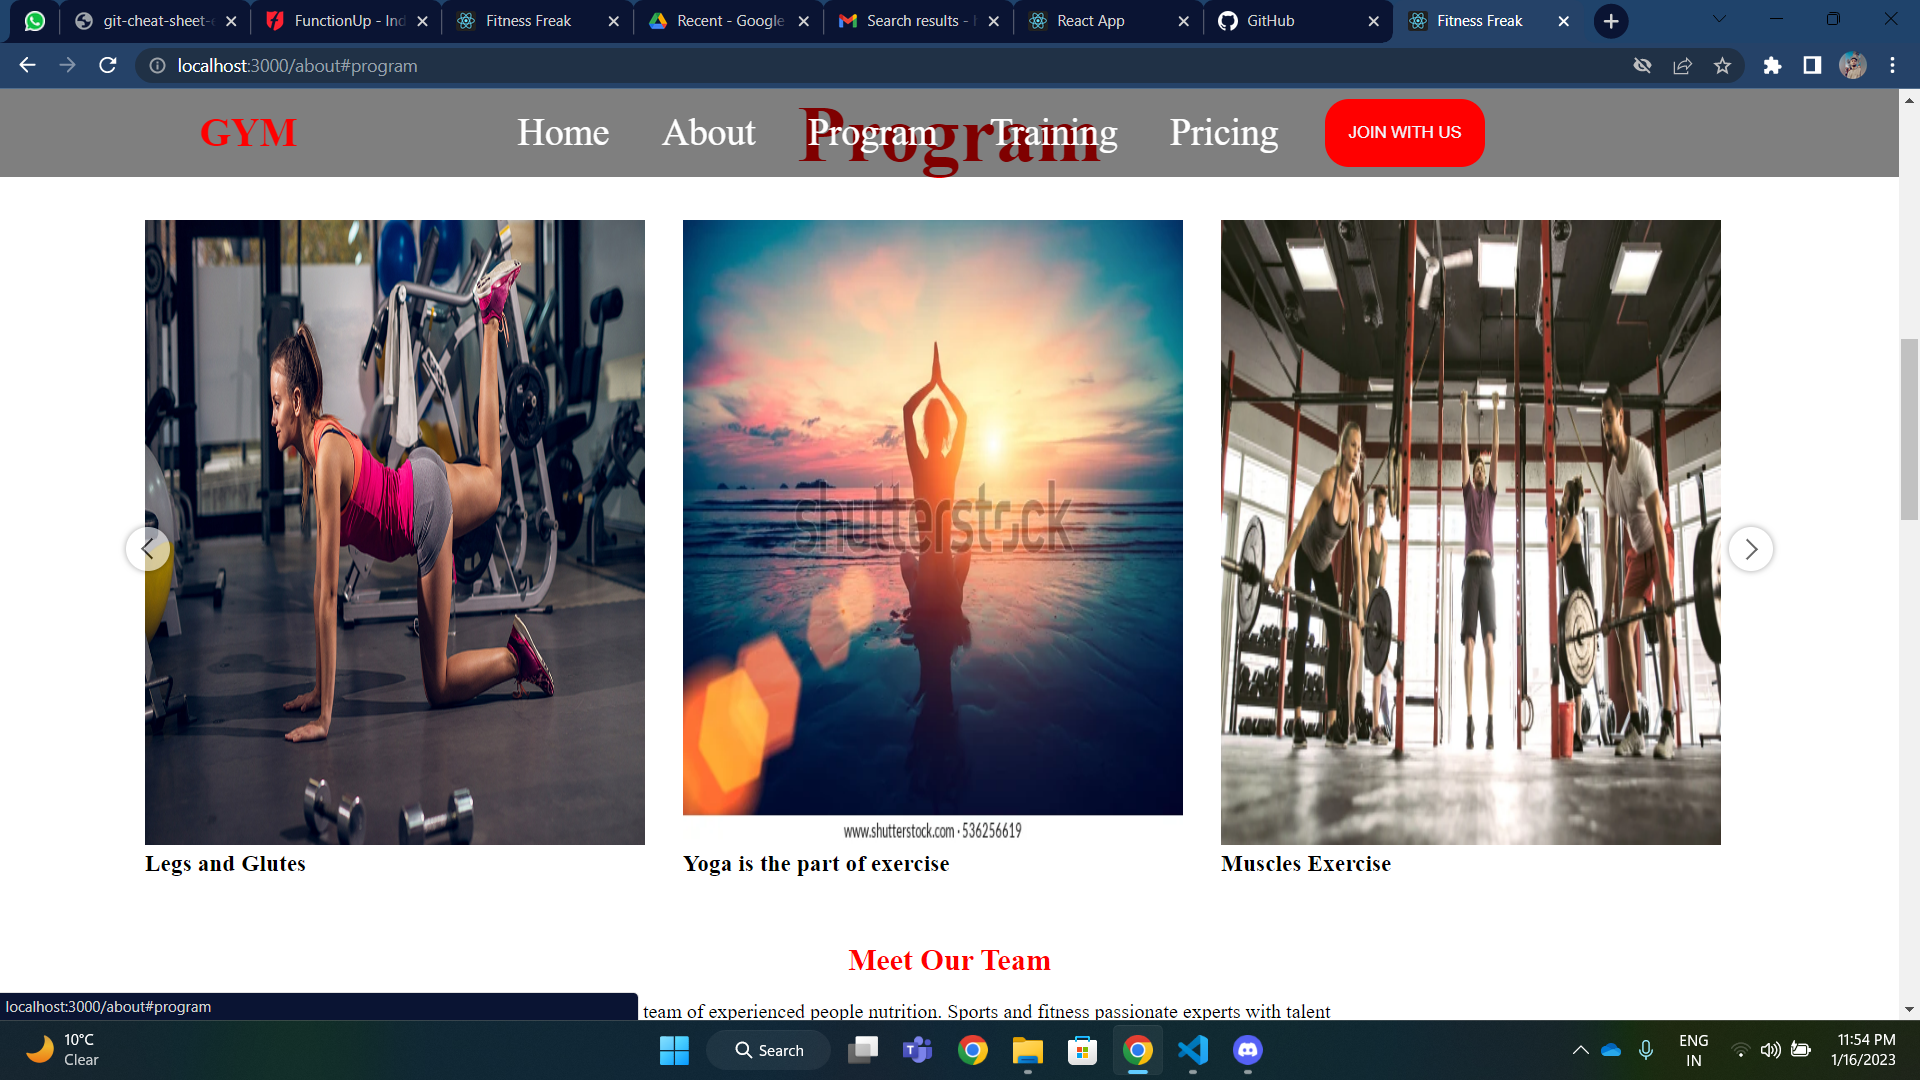 git-cheat-sheet-e
FunctionUp - Ind
Fitness Freak
Recent - Google
Search results - h
React App
GitHub
Fitness Freak
localhost:3000/about#program
GYM
Home
About
Program
Training
Pricing
JOIN WITH US
Program
shutterstock
www.shutterstock.com · 536256619
Legs and Glutes
Yoga is the part of exercise
Muscles Exercise
Meet Our Team
team of experienced people nutrition. Sports and fitness passionate experts with talent
localhost:3000/about#program
10°C
Clear
Search
ENG
IN
11:54 PM
1/16/2023